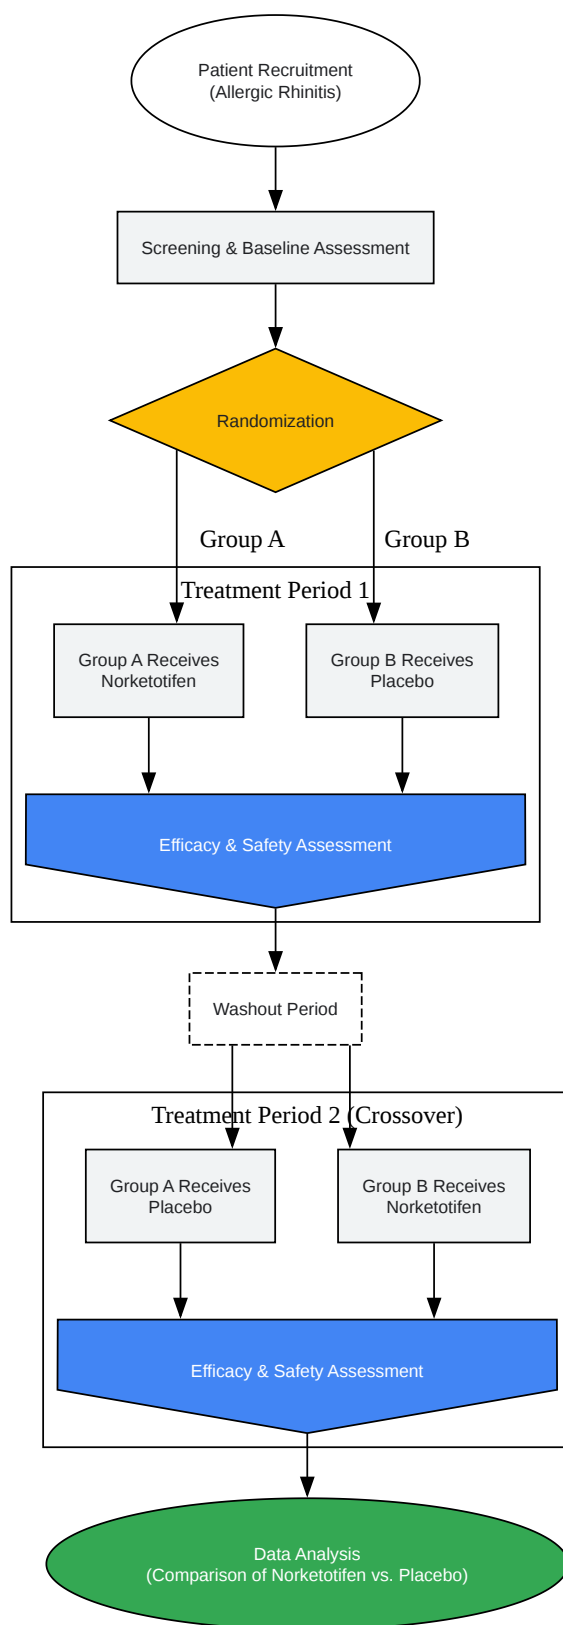 Patient Recruitment
(Allergic Rhinitis)
Screening & Baseline Assessment
Randomization
Group A
Group B
Treatment Period 1
Group A Receives
Norketotifen
Group B Receives
Placebo
Efficacy & Safety Assessment
Washout Period
Treatment Period 2 (Crossover)
Group A Receives
Placebo
Group B Receives
Norketotifen
Efficacy & Safety Assessment
Data Analysis
(Comparison of Norketotifen vs. Placebo)